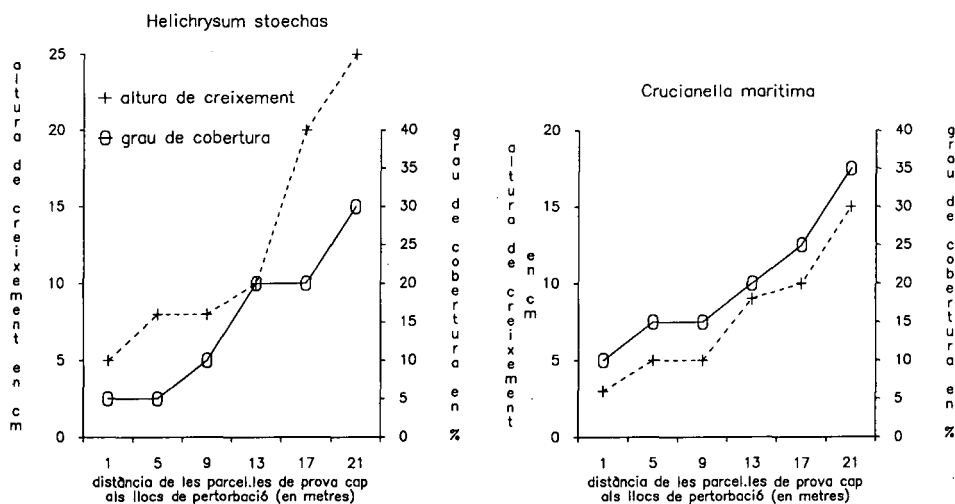 Helichrysum stoechas
altura de creixement en cm
25
20
15
10
5
0
+ altura de creixement
grau de cobertura
40
35
30
25
20
15
10
5
0
grau de cobertura en %
1 5 9 13 17 21
distància de les parcel.les de prova cap
als llocs de pertorbació (en metres)
Crucianella maritima
altura de creixement
en cm
20
15
10
5
0
40
35
30
25
20
15
10
5
0
grau de cobertura en %
1 5 9 13 17 21
distància de les parcel.les de prova cap
als llocs de pertorbació (en metres)